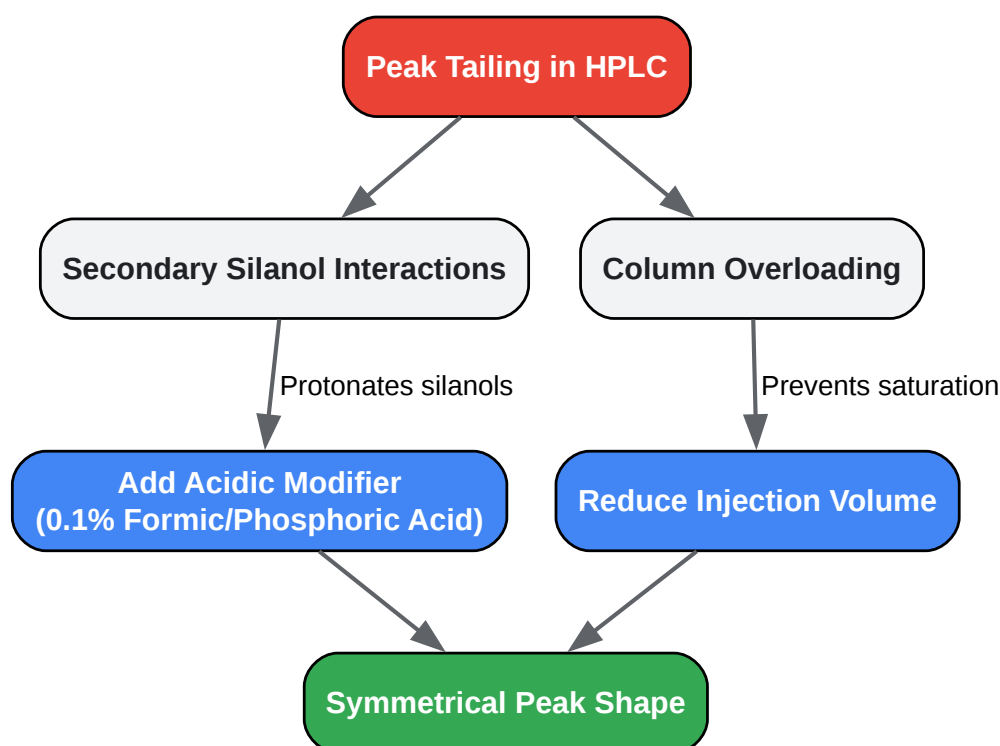 Peak Tailing in HPLC
Secondary Silanol Interactions
Column Overloading
Protonates silanols
Prevents saturation
Add Acidic Modifier
(0.1% Formic/Phosphoric Acid)
Reduce Injection Volume
Symmetrical Peak Shape